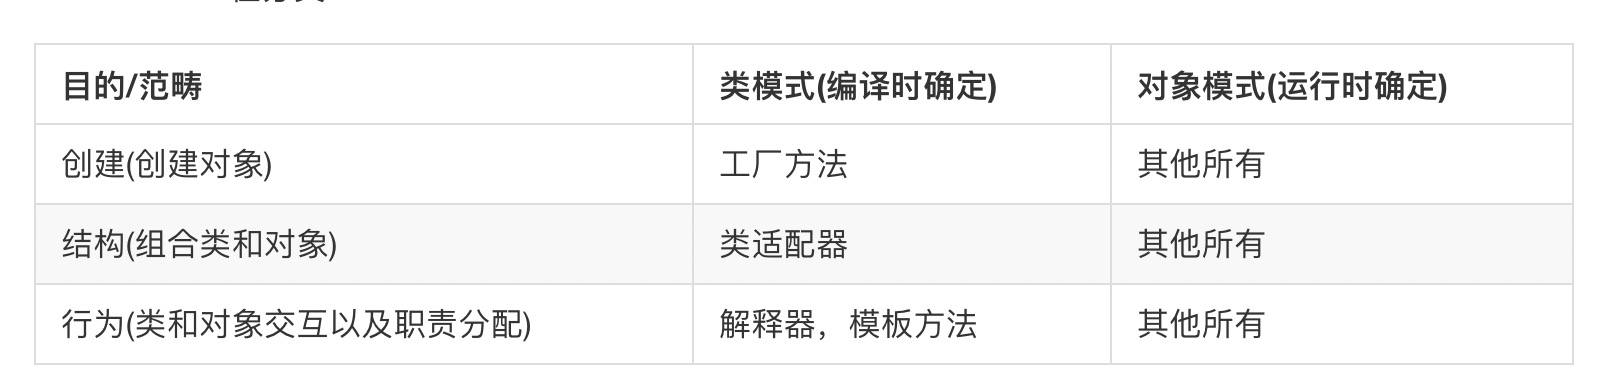 目的/范畴 类模式(编译时确定) 对象模式(运行时确定)
创建(创建对象) 工厂方法 其他所有
结构(组合类和对象) 类适配器 其他所有
行为(类和对象交互以及职责分配) 解释器，模板方法 其他所有